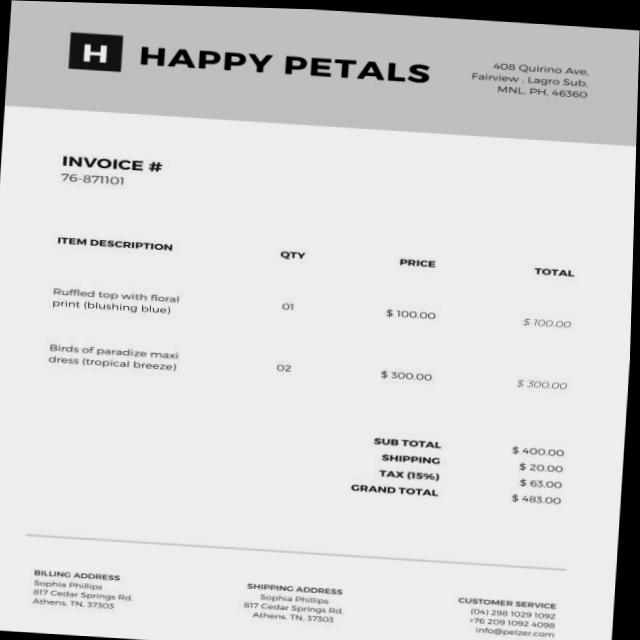 H HAPPY PETALS
408 Quirino Ave,
Fairview , Lagro Sub,
MNL, PH, 46360
INVOICE #
76-871101
ITEM DESCRIPTION QTY PRICE TOTAL
Ruffled top with floral
print (blushing blue) 01 $ 100.00 $ 100.00
Birds of paradize maxi
dress (tropical breeze) 02 $ 300.00 $ 300.00
SUB TOTAL $ 400.00
SHIPPING $ 20.00
TAX (15%) $ 63.00
GRAND TOTAL $ 483.00
BILLING ADDRESS
Sophia Phillips
817 Cedar Springs Rd.
Athens, TN, 37303
SHIPPING ADDRESS
Sophia Phillips
817 Cedar Springs Rd.
Athens, TN, 37303
CUSTOMER SERVICE
(04) 298 1029 1092
+76 209 1092 4098
info@pelzer.com